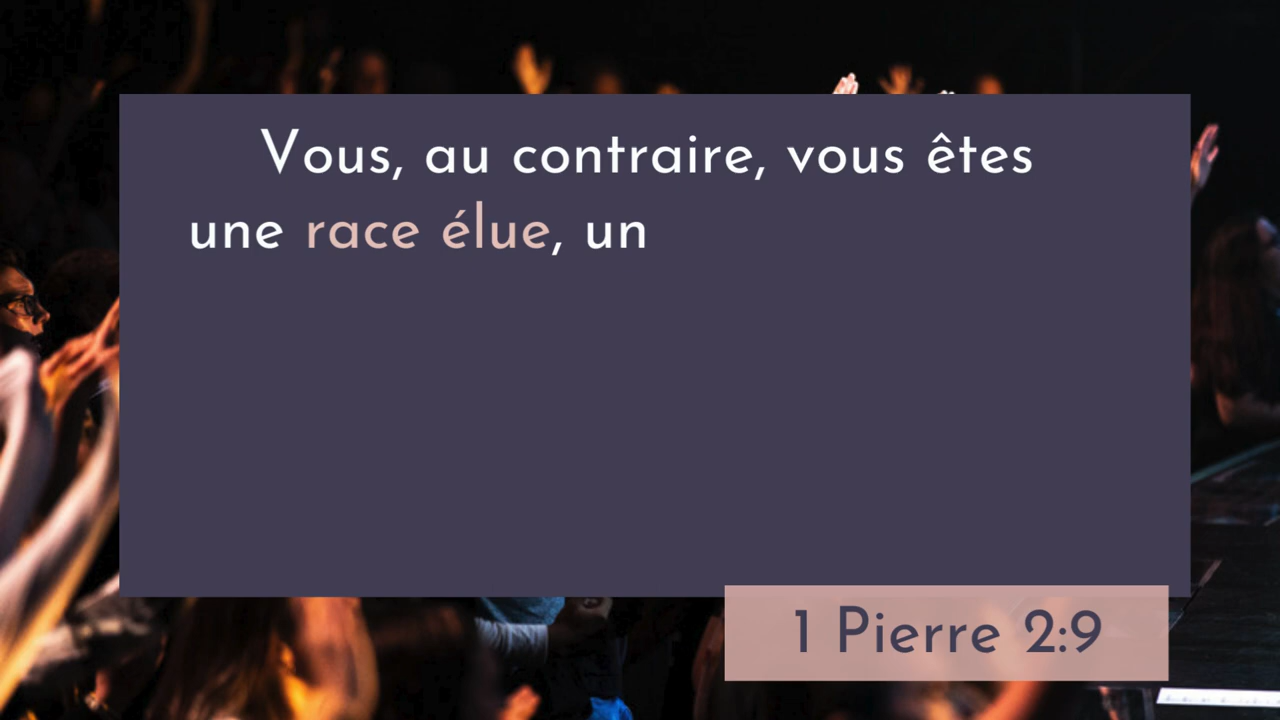 Vous, au contraire, vous êtes
une race élue, un
1 Pierre 2:9